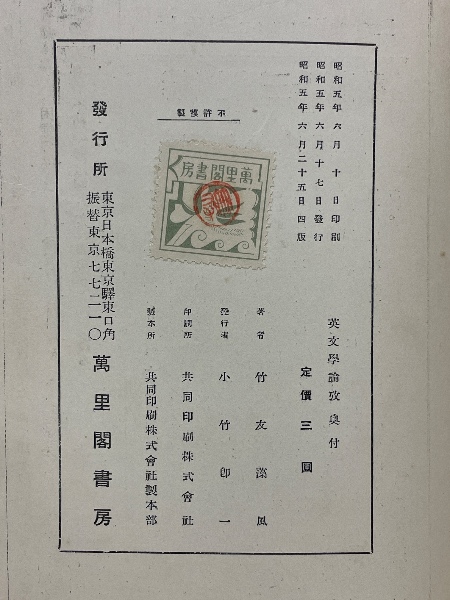 昭和五年六月十日印刷
昭和五年六月十七日發行
昭和五年六月二十五日四版
英文學論攷奧付
定價三圓
不許複製
萬里閣書房
著者 竹友藻風
發行者 小竹即一
印刷所 共同印刷株式會社
製本所 共同印刷株式會社製本部
發行所
東京日本橋東京驛東口角
振替東京七七二一〇
萬里閣書房